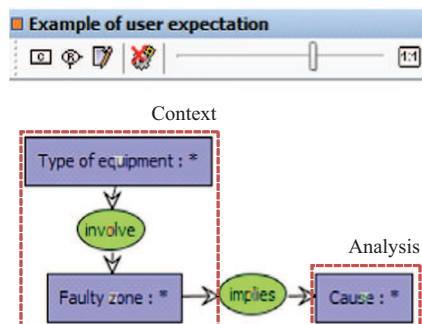 Example of user expectation
C R 1:1
Context
Type of equipment : *
involve
Analysis
Faulty zone : * implies Cause : *